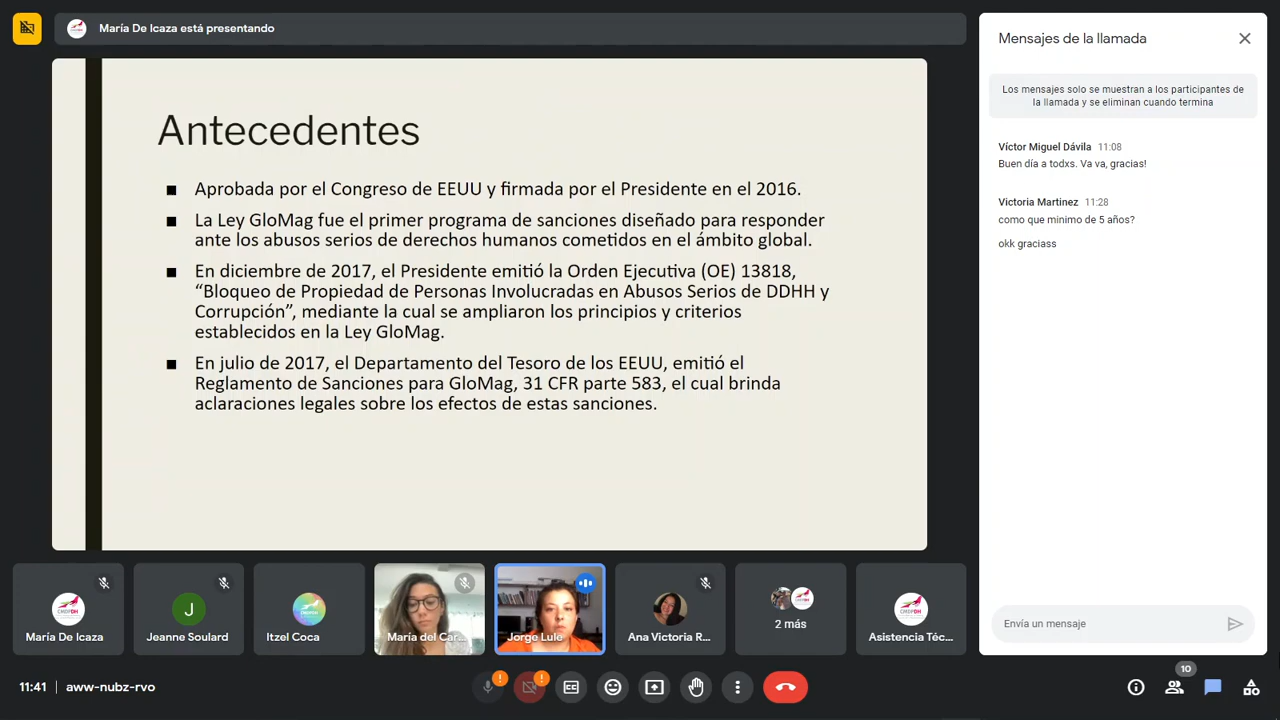 María De Icaza está presentando
Antecedentes
■ Aprobada por el Congreso de EEUU y firmada por el Presidente en el 2016.
■ La Ley GloMag fue el primer programa de sanciones diseñado para responder
ante los abusos serios de derechos humanos cometidos en el ámbito global.
■ En diciembre de 2017, el Presidente emitió la Orden Ejecutiva (OE) 13818,
“Bloqueo de Propiedad de Personas Involucradas en Abusos Serios de DDHH y
Corrupción”, mediante la cual se ampliaron los principios y criterios
establecidos en la Ley GloMag.
■ En julio de 2017, el Departamento del Tesoro de los EEUU, emitió el
Reglamento de Sanciones para GloMag, 31 CFR parte 583, el cual brinda
aclaraciones legales sobre los efectos de estas sanciones.
Mensajes de la llamada
Los mensajes solo se muestran a los participantes de
la llamada y se eliminan cuando termina
Víctor Miguel Dávila 11:08
Buen día a todxs. Va va, gracias!
Victoria Martinez 11:28
como que minimo de 5 años?
okk graciass
Envía un mensaje
CMDPDH
María De Icaza
J
Jeanne Soulard
Itzel Coca
María del Car...
Jorge Lule
Ana Victoria R...
2 más
CMDPDH
Asistencia Téc...
11:41 | aww-nubz-rvo
10